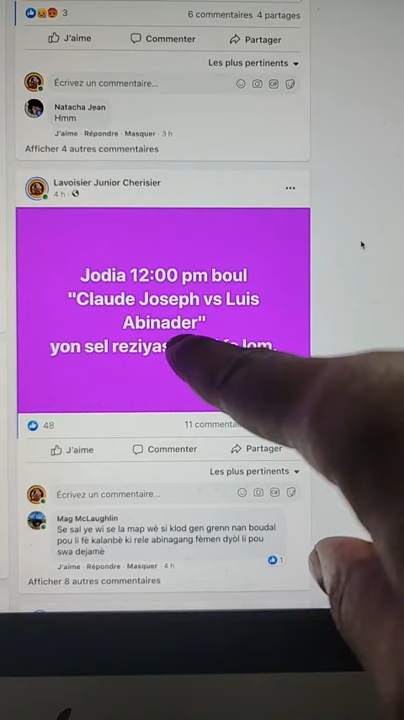 3
6 commentaires 4 partages
J'aime Commenter Partager
Les plus pertinents
Écrivez un commentaire...
Natacha Jean
Hmm
J'aime · Répondre · Masquer · 3 h
Afficher 4 autres commentaires
Lavoisier Junior Cherisier
4 h ·
Jodia 12:00 pm boul
"Claude Joseph vs Luis
Abinader"
yon sel lom.
48
J'aime Commenter Partager
Les plus pertinents
Écrivez un commentaire...
Mag McLaughlin
Se sal ye wi se la map wè si klod gen grenn nan boudal
pou li fè kalanbè ki rele abinagang fèmen dyòl li pou
swa dejamè
J'aime · Répondre · Masquer · 4 h
1
Afficher 8 autres commentaires